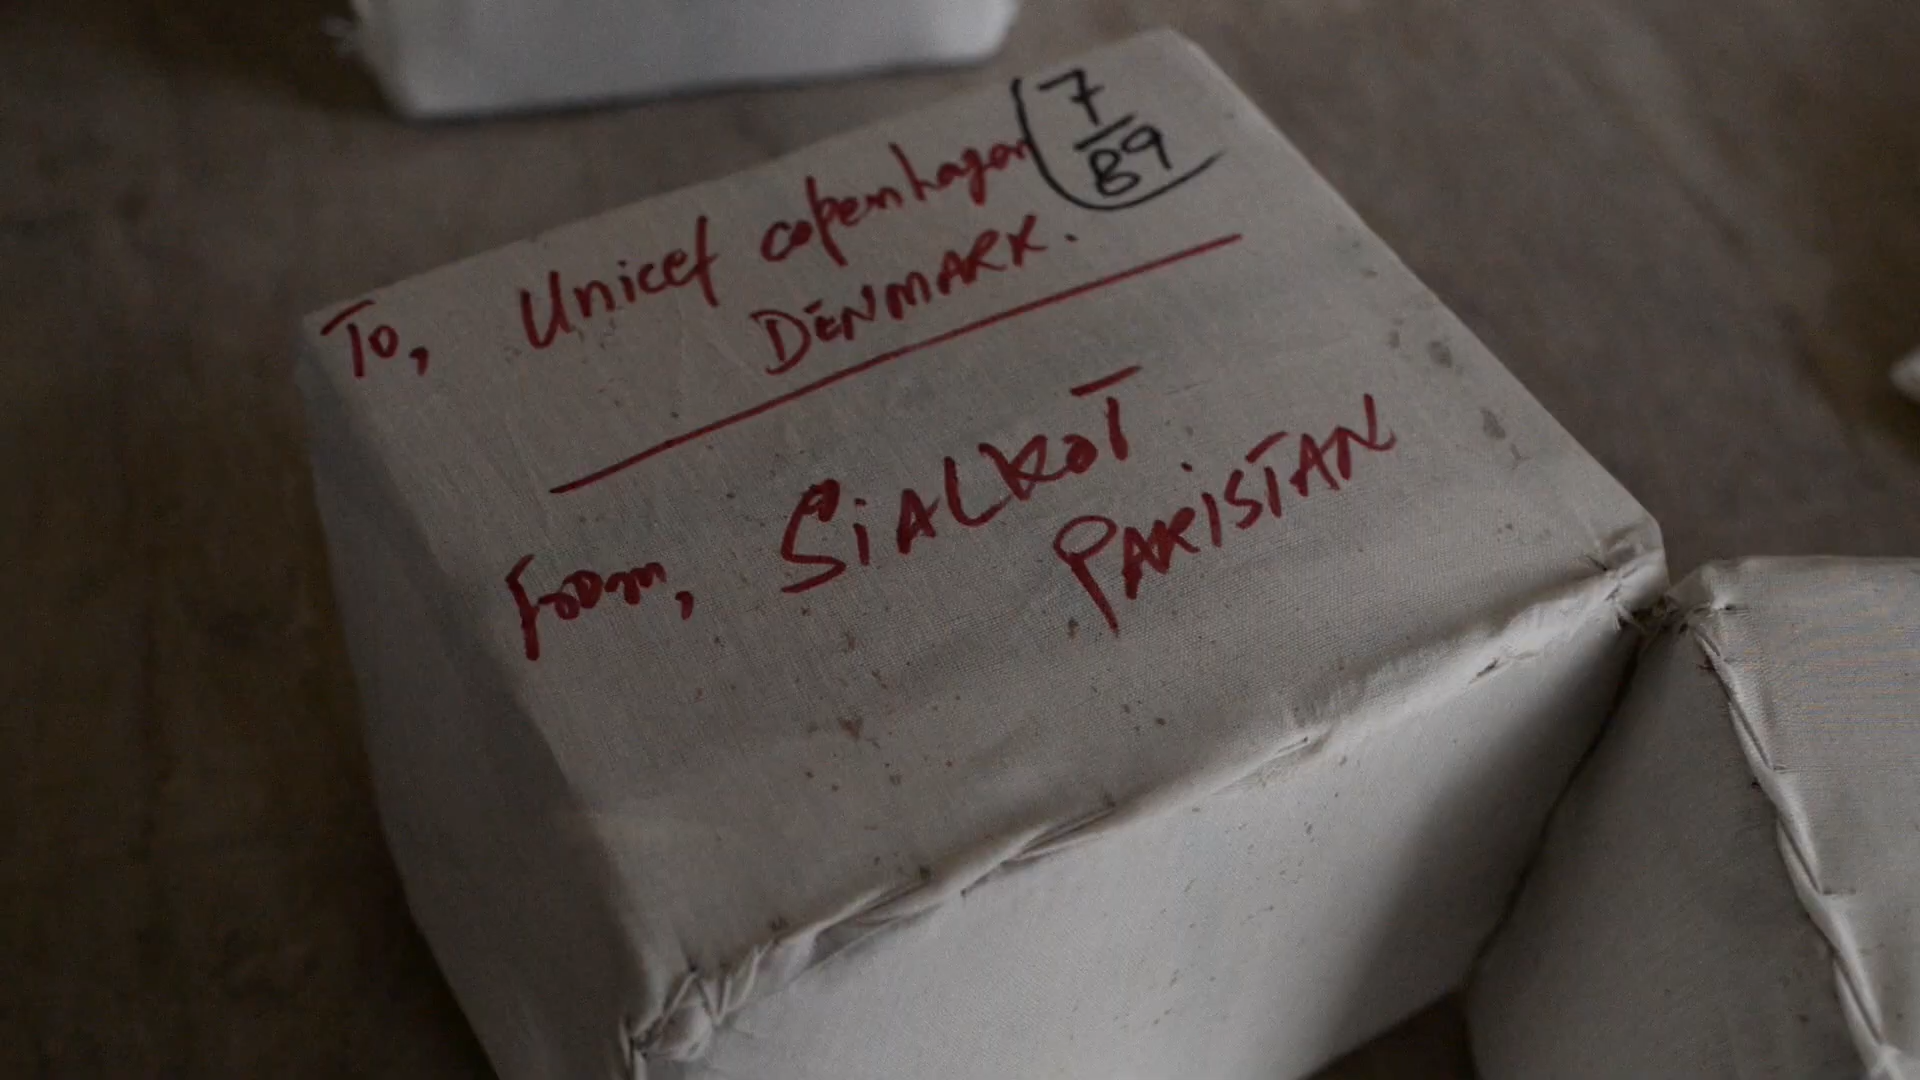 To, Unicef copenhagen
7
89
DENMARK.
From, SIALKOT
PAKISTAN